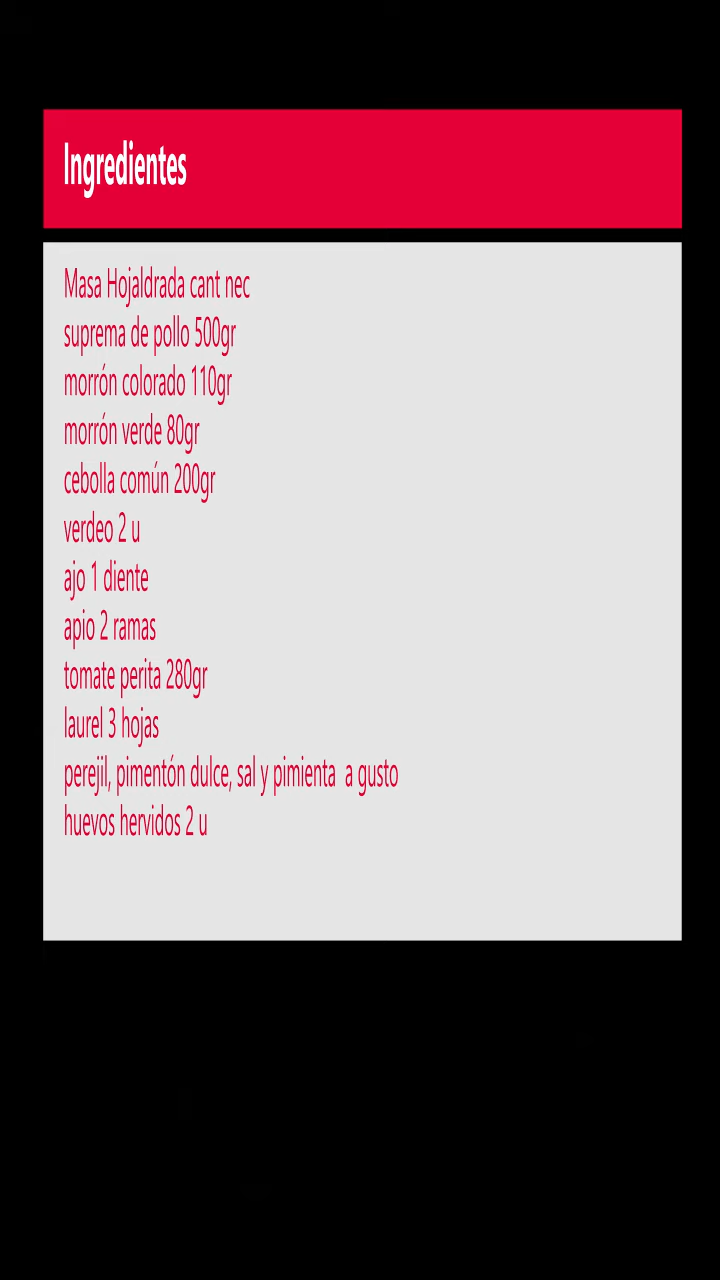 Ingredientes
Masa Hojaldrada cant nec
suprema de pollo 500gr
morrón colorado 110gr
morrón verde 80gr
cebolla común 200gr
verdeo 2 u
ajo 1 diente
apio 2 ramas
tomate perita 280gr
laurel 3 hojas
perejil, pimentón dulce, sal y pimienta  a gusto
huevos hervidos 2 u